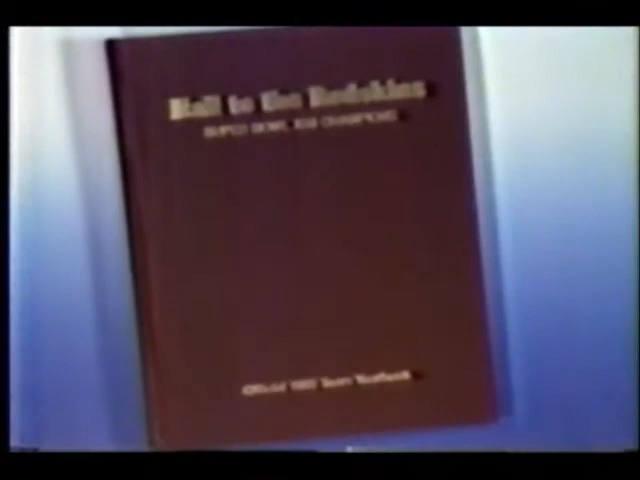 Hail to the Redskins
SUPER BOWL CHAMPIONS
Official Team Yearbook